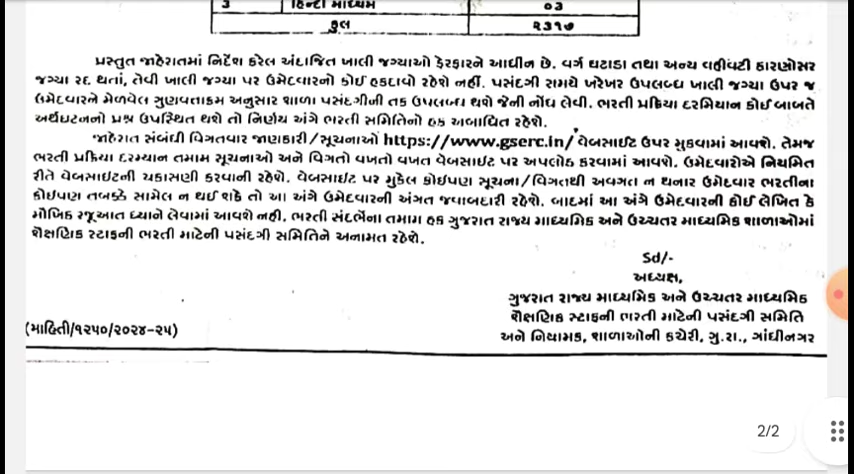 3 હિન્દી માધ્યમ ૦૩
કુલ ૨૩૧૭
પ્રસ્તુત જાહેરાતમાં નિર્દેશ કરેલ અંદાજિત ખાલી જગ્યાઓ ફેરફારને આધીન છે. વર્ગ ઘટાડા તથા અન્ય વહીવટી કારણોસર
જગ્યા રદ થતાં, તેવી ખાલી જગ્યા પર ઉમેદવારનો કોઈ હકદાવો રહેશે નહીં. પસંદગી સમયે ખરેખર ઉપલબ્ધ ખાલી જગ્યા ઉપર જ
ઉમેદવારને મેળવેલ ગુણવત્તાક્રમ અનુસાર શાળા પસંદગીની તક ઉપલબ્ધ થશે જેની નોંધ લેવી. ભરતી પ્રક્રિયા દરમિયાન કોઈ બાબતે
અર્થઘટનનો પ્રશ્ન ઉપસ્થિત થશે તો નિર્ણય અંગે ભરતી સમિતિનો હક અબાધિત રહેશે.
જાહેરાત સંબંધી વિગતવાર જાણકારી/સૂચનાઓ https://www.gserc.in/ વેબસાઈટ ઉપર મુકવામાં આવશે. તેમજ
ભરતી પ્રક્રિયા દરમ્યાન તમામ સૂચનાઓ અને વિગતો વખતો વખત વેબસાઈટ પર અપલોડ કરવામાં આવશે. ઉમેદવારોએ નિયમિત
રીતે વેબસાઈટની ચકાસણી કરવાની રહેશે. વેબસાઈટ પર મુકેલ કોઈપણ સૂચના/વિગતથી અવગત ન થનાર ઉમેદવાર ભરતીના
કોઈપણ તબક્કે સામેલ ન થઈ શકે તો આ અંગે ઉમેદવારની અંગત જવાબદારી રહેશે. બાદમાં આ અંગે ઉમેદવારની કોઈ લેખિત કે
મૌખિક રજૂઆત ધ્યાને લેવામાં આવશે નહી. ભરતી સંદર્ભના તમામ હક ગુજરાત રાજ્ય માધ્યમિક અને ઉચ્ચતર માધ્યમિક શાળાઓમાં
શૈક્ષણિક સ્ટાફની ભરતી માટેની પસંદગી સમિતિને અનામત રહેશે.
Sd/-
અધ્યક્ષ,
ગુજરાત રાજ્ય માધ્યમિક અને ઉચ્ચતર માધ્યમિક
શૈક્ષણિક સ્ટાફની ભરતી માટેની પસંદગી સમિતિ
(માહિતી/૧૨૫૦/૨૦૨૪-૨૫)
અને નિયામક, શાળાઓની કચેરી, ગુ.રા., ગાંધીનગર
2/2